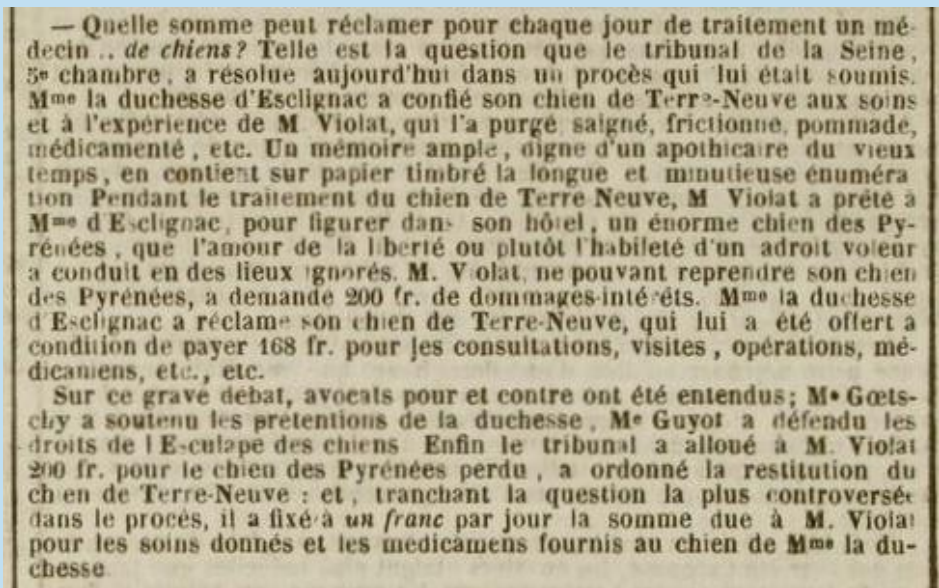 — Quelle somme peut réclamer pour chaque jour de traitement un mé-
decin .. de chiens? Telle est la question que le tribunal de la Seine,
5e chambre, a résolue aujourd'hui dans un procès qui lui était soumis.
Mme la duchesse d'Esclignac a confié son chien de Terre-Neuve aux soins
et à l'expérience de M Violat, qui l'a purgé saigné, frictionne, pommade,
médicamenté, etc. Un mémoire ample, digne d'un apothicaire du vieux
temps, en contient sur papier timbré la longue et minutieuse énuméra
tion Pendant le traitement du chien de Terre Neuve, M Violat a prêté à
Mme d'Esclignac, pour figurer dans son hôtel, un énorme chien des Py-
rénées, que l'amour de la liberté ou plutôt l'habileté d'un adroit voleur
a conduit en des lieux ignorés. M. Violat, ne pouvant reprendre son chien
des Pyrénées, a demande 200 fr. de dommages-intérêts. Mme la duchesse
d'Esclignac a réclame son chien de Terre-Neuve, qui lui a été offert a
condition de payer 168 fr. pour les consultations, visites, opérations, mé-
dicamens, etc., etc.
Sur ce grave débat, avocats pour et contre ont été entendus; Me Gœts-
chy a soutenu les prétentions de la duchesse, Me Guyot a défendu les
droits de l Esculape des chiens Enfin le tribunal a alloué à M. Violat
200 fr. pour le chien des Pyrénées perdu, a ordonné la restitution du
chien de Terre-Neuve : et, tranchant la question la plus controversée
dans le procès, il a fixé à un franc par jour la somme due à M. Violat
pour les soins donnés et les medicamens fournis au chien de Mme la du-
chesse